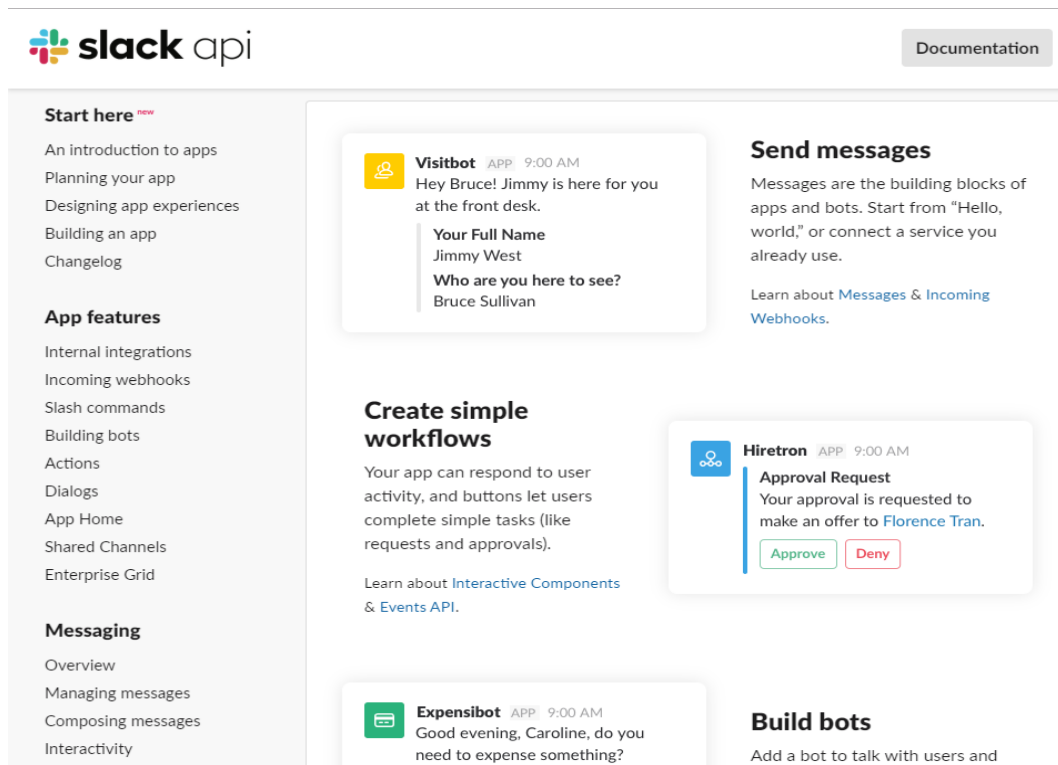 slack api
Documentation
Start here new
An introduction to apps
Planning your app
Designing app experiences
Building an app
Changelog
App features
Internal integrations
Incoming webhooks
Slash commands
Building bots
Actions
Dialogs
App Home
Shared Channels
Enterprise Grid
Messaging
Overview
Managing messages
Composing messages
Interactivity
Visitbot APP 9:00 AM
Hey Bruce! Jimmy is here for you
at the front desk.
Your Full Name
Jimmy West
Who are you here to see?
Bruce Sullivan
Send messages
Messages are the building blocks of
apps and bots. Start from “Hello,
world,” or connect a service you
already use.
Learn about Messages & Incoming
Webhooks.
Create simple
workflows
Your app can respond to user
activity, and buttons let users
complete simple tasks (like
requests and approvals).
Learn about Interactive Components
& Events API.
Hiretron APP 9:00 AM
Approval Request
Your approval is requested to
make an offer to Florence Tran.
Approve Deny
Expensibot APP 9:00 AM
Good evening, Caroline, do you
need to expense something?
Build bots
Add a bot to talk with users and